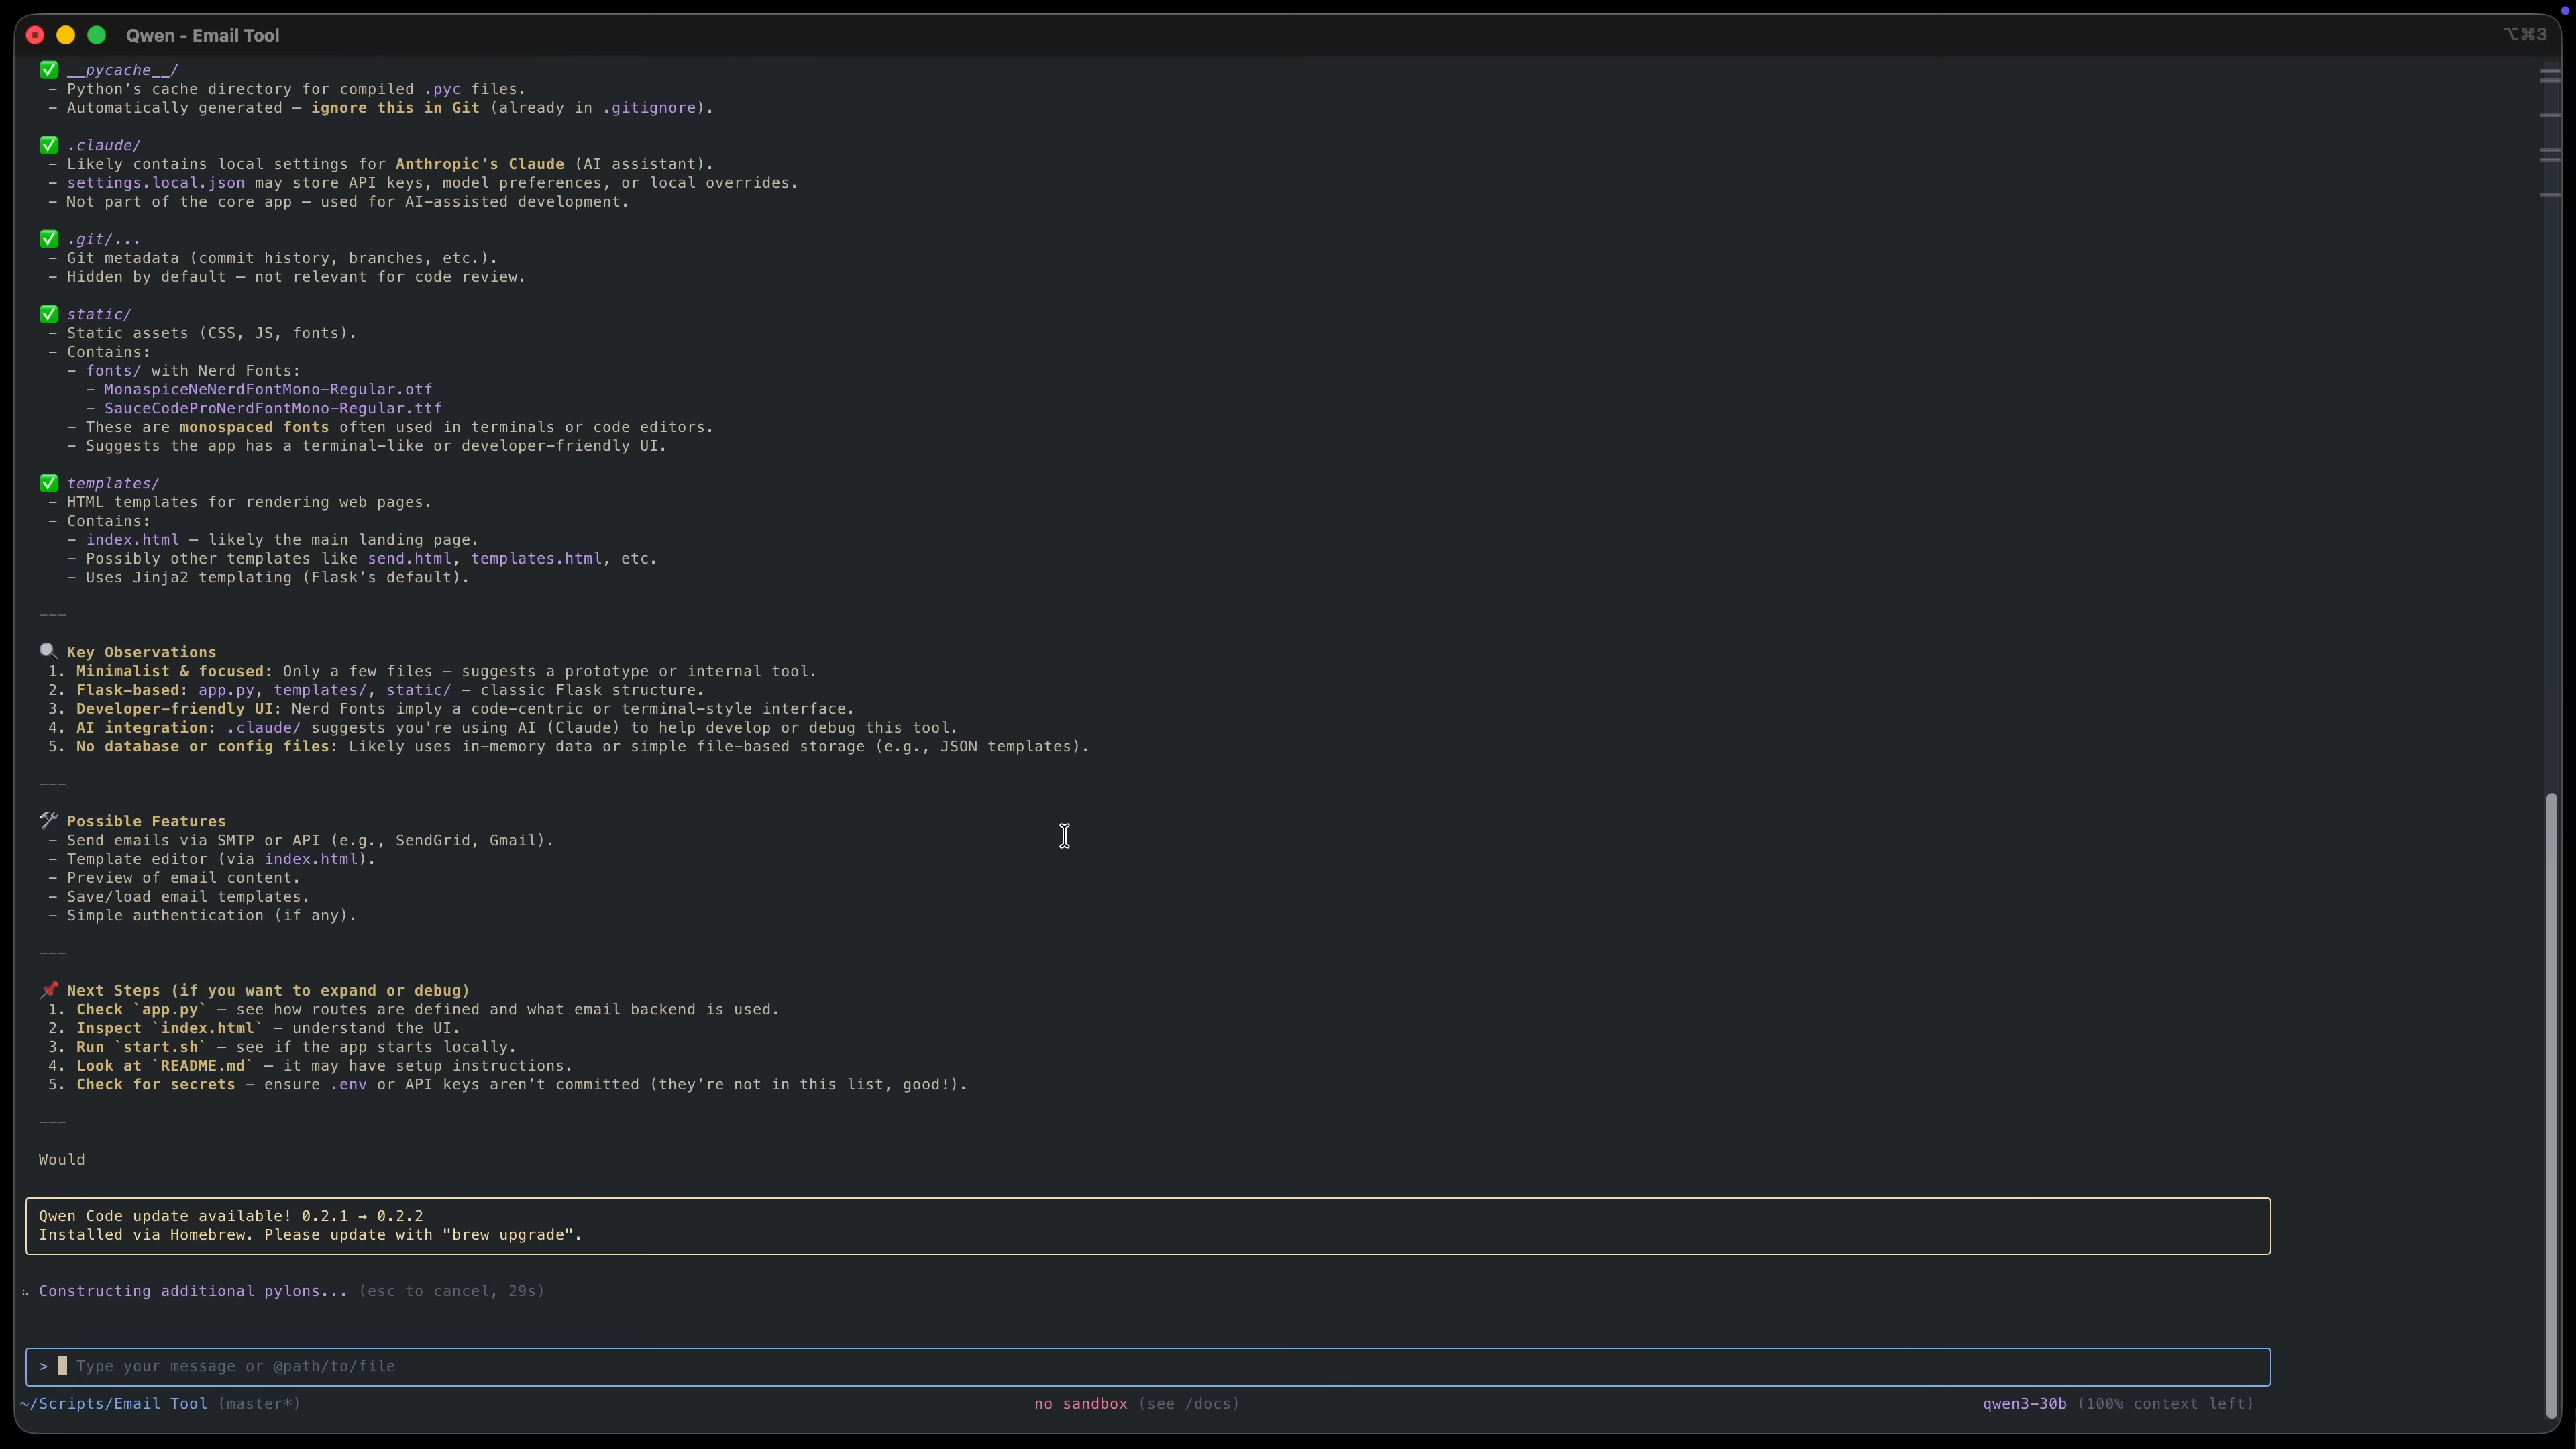 Qwen - Email Tool
⌥⌘3
✅ __pycache__/
- Python’s cache directory for compiled .pyc files.
- Automatically generated — ignore this in Git (already in .gitignore).
✅ .claude/
- Likely contains local settings for Anthropic’s Claude (AI assistant).
- settings.local.json may store API keys, model preferences, or local overrides.
- Not part of the core app — used for AI-assisted development.
✅ .git/...
- Git metadata (commit history, branches, etc.).
- Hidden by default — not relevant for code review.
✅ static/
- Static assets (CSS, JS, fonts).
- Contains:
- fonts/ with Nerd Fonts:
- MonaspiceNeNerdFontMono-Regular.otf
- SauceCodeProNerdFontMono-Regular.ttf
- These are monospaced fonts often used in terminals or code editors.
- Suggests the app has a terminal-like or developer-friendly UI.
✅ templates/
- HTML templates for rendering web pages.
- Contains:
- index.html — likely the main landing page.
- Possibly other templates like send.html, templates.html, etc.
- Uses Jinja2 templating (Flask’s default).
---
🔍 Key Observations
1. Minimalist & focused: Only a few files — suggests a prototype or internal tool.
2. Flask-based: app.py, templates/, static/ — classic Flask structure.
3. Developer-friendly UI: Nerd Fonts imply a code-centric or terminal-style interface.
4. AI integration: .claude/ suggests you're using AI (Claude) to help develop or debug this tool.
5. No database or config files: Likely uses in-memory data or simple file-based storage (e.g., JSON templates).
---
🛠 Possible Features
- Send emails via SMTP or API (e.g., SendGrid, Gmail).
- Template editor (via index.html).
- Preview of email content.
- Save/load email templates.
- Simple authentication (if any).
---
📌 Next Steps (if you want to expand or debug)
1. Check `app.py` — see how routes are defined and what email backend is used.
2. Inspect `index.html` — understand the UI.
3. Run `start.sh` — see if the app starts locally.
4. Look at `README.md` — it may have setup instructions.
5. Check for secrets — ensure .env or API keys aren’t committed (they’re not in this list, good!).
---
Would
Qwen Code update available! 0.2.1 → 0.2.2
Installed via Homebrew. Please update with "brew upgrade".
Constructing additional pylons... (esc to cancel, 29s)
> Type your message or @path/to/file
~/Scripts/Email Tool (master*)
no sandbox (see /docs)
qwen3-30b (100% context left)